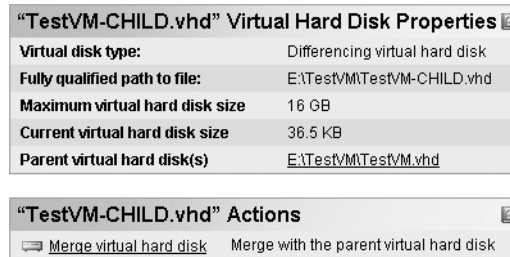 “TestVM-CHILD.vhd” Virtual Hard Disk Properties
Virtual disk type: Differencing virtual hard disk
Fully qualified path to file: E:\TestVM\TestVM-CHILD.vhd
Maximum virtual hard disk size 16 GB
Current virtual hard disk size 36.5 KB
Parent virtual hard disk(s) E:\TestVM\TestVM.vhd
“TestVM-CHILD.vhd” Actions
Merge virtual hard disk Merge with the parent virtual hard disk